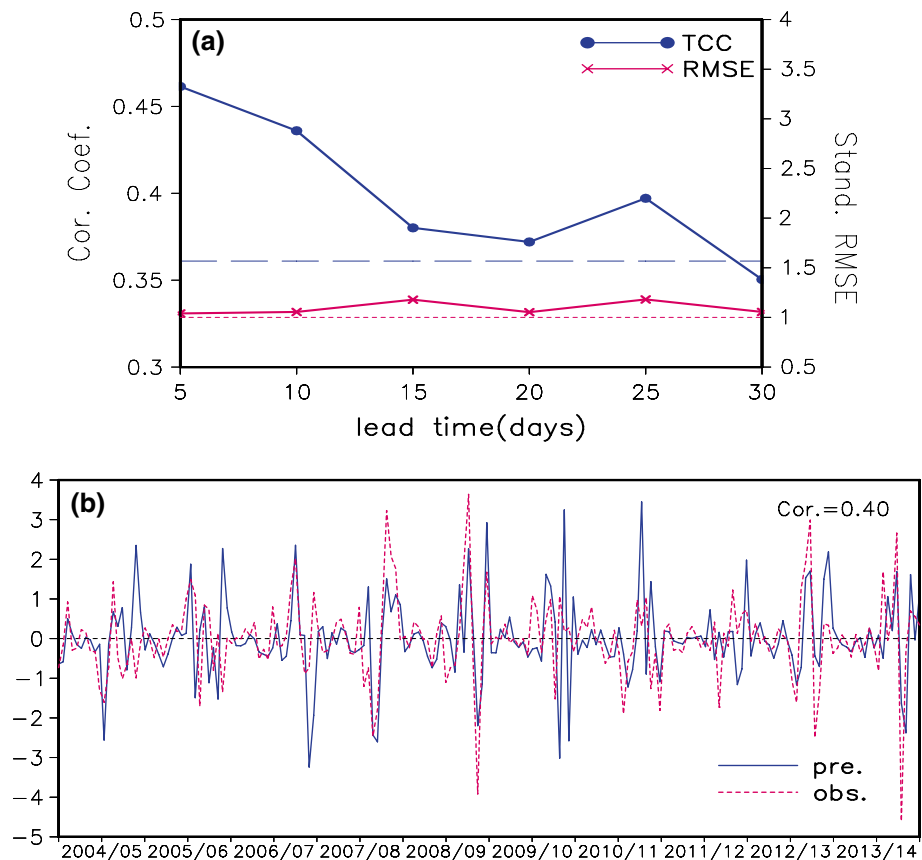 (a)
TCC
RMSE
0.5
0.45
0.4
0.35
0.3
Cor. Coef.
4
3.5
3
2.5
2
1.5
1
0.5
Stand. RMSE
5 10 15 20 25 30
lead time(days)
(b)
Cor.=0.40
4
3
2
1
0
-1
-2
-3
-4
-5
pre.
obs.
2004/05 2005/06 2006/07 2007/08 2008/09 2009/10 2010/11 2011/12 2012/13 2013/14